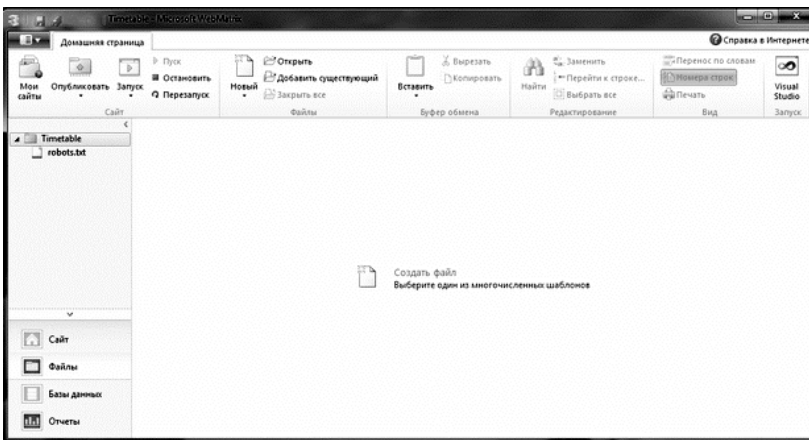 Timetable - Microsoft WebMatrix
Домашняя страница
Справка в Интернете
Мои сайты
Опубликовать
Запуск
Пуск
Остановить
Перезапуск
Сайт
Новый
Открыть
Добавить существующий
Закрыть все
Файлы
Вставить
Вырезать
Копировать
Буфер обмена
Найти
Заменить
Перейти к строке...
Выбрать все
Редактирование
Перенос по словам
Номера строк
Печать
Вид
Visual Studio
Запуск
Timetable
robots.txt
Создать файл
Выберите один из многочисленных шаблонов
Сайт
Файлы
Базы данных
Отчеты